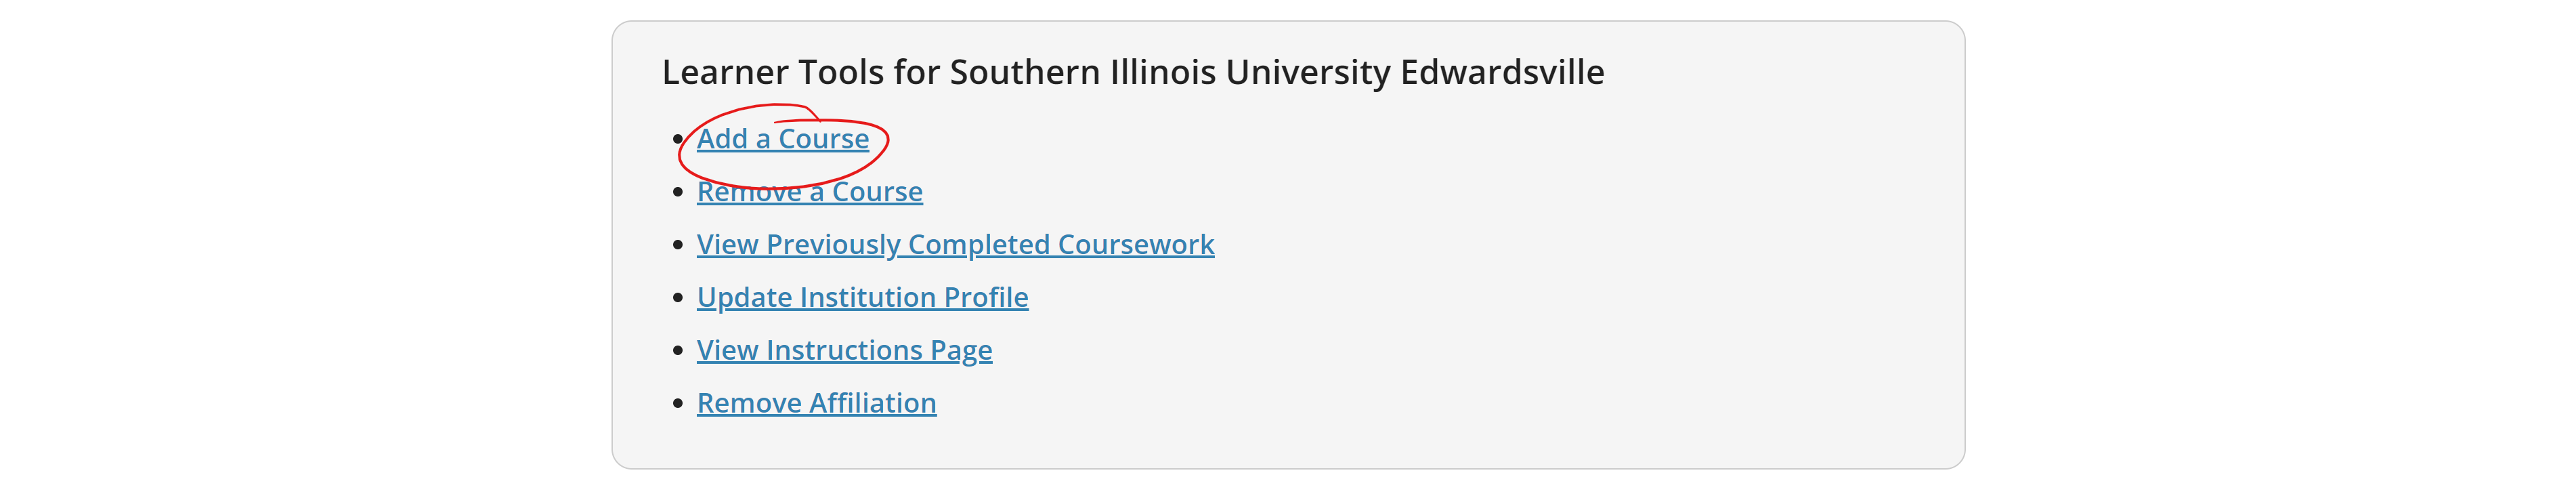 Learner Tools for Southern Illinois University Edwardsville
Add a Course
Remove a Course
View Previously Completed Coursework
Update Institution Profile
View Instructions Page
Remove Affiliation